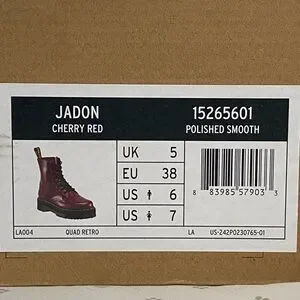 JADON
CHERRY RED
15265601
POLISHED SMOOTH
UK 5
EU 38
US 6
US 7
8 83985 57903 3
LA004 QUAD RETRO LA US-242P0230765-01